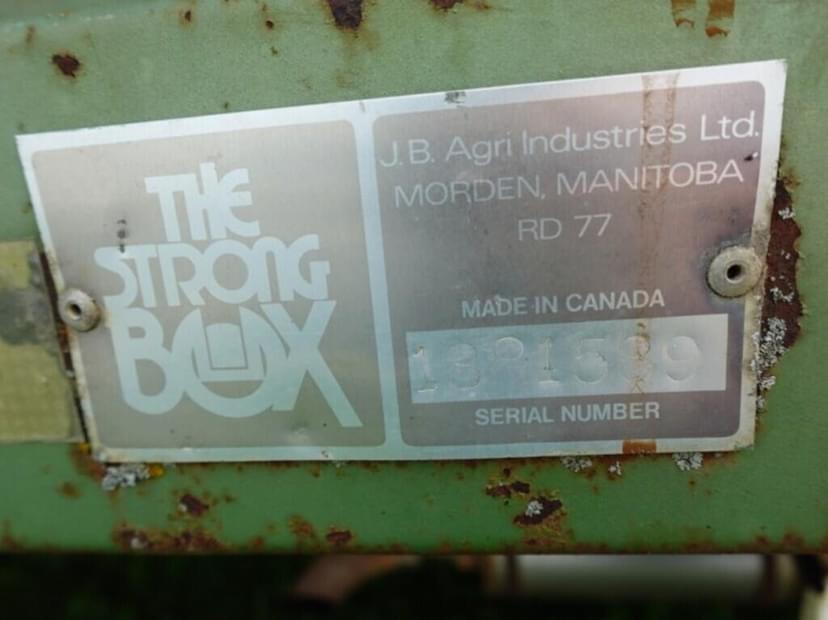 THE
STRONG
BOX
J.B. Agri Industries Ltd.
MORDEN, MANITOBA
RD 77
MADE IN CANADA
SERIAL NUMBER